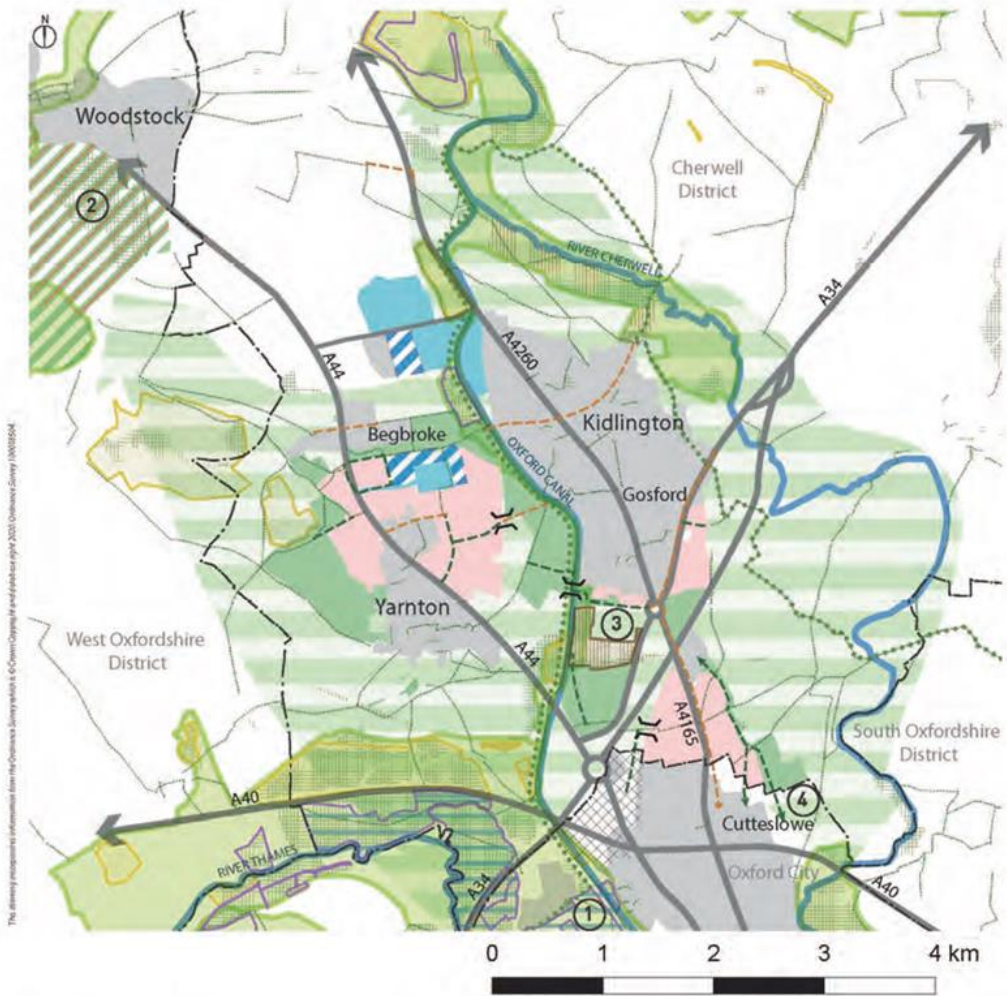 N
Woodstock
2
Cherwell
District
RIVER CHERWELL
A34
A44
A4260
Kidlington
Begbroke
OXFORD CANAL
Gosford
Yarnton
3
West Oxfordshire
District
A44
A4165
South Oxfordshire
District
A40
4
Cutteslowe
RIVER THAMES
Oxford City
A34
A40
1
0 1 2 3 4 km